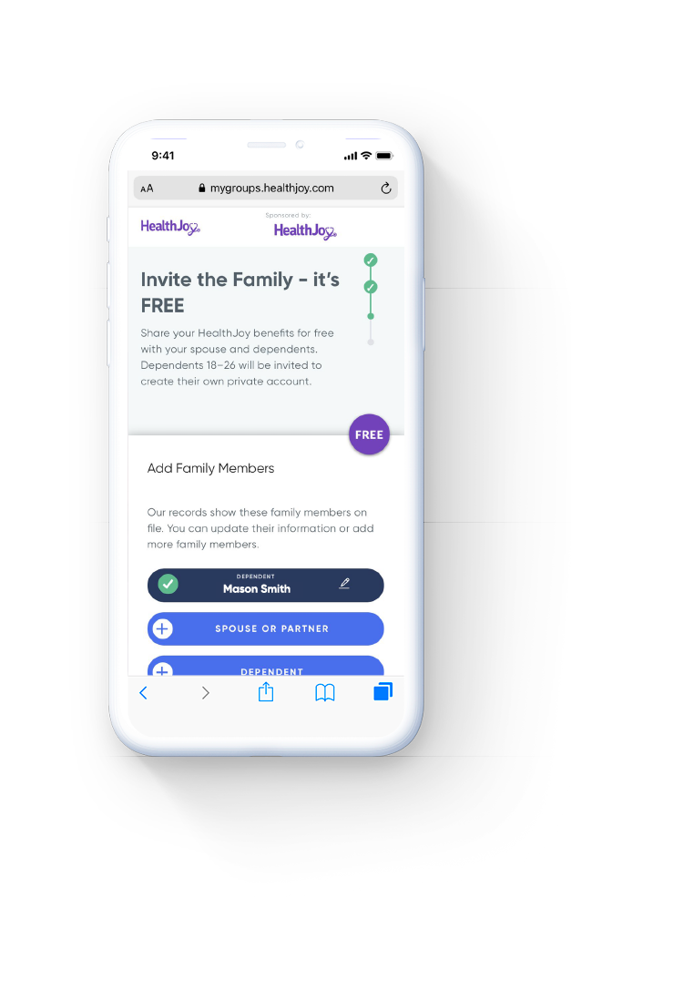 9:41
AA mygroups.healthjoy.com
Sponsored by:
HealthJoy® HealthJoy®
Invite the Family - it's
FREE
Share your HealthJoy benefits for free
with your spouse and dependents.
Dependents 18–26 will be invited to
create their own private account.
FREE
Add Family Members
Our records show these family members on
file. You can update their information or add
more family members.
DEPENDENT
Mason Smith
SPOUSE OR PARTNER
DEPENDENT